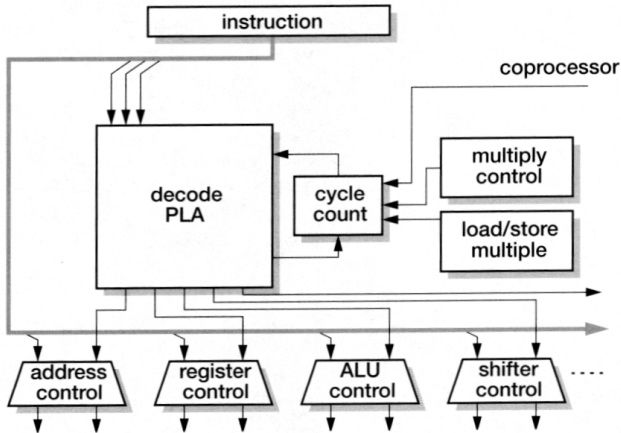 instruction
coprocessor
decode
PLA
cycle
count
multiply
control
load/store
multiple
address
control
register
control
ALU
control
shifter
control